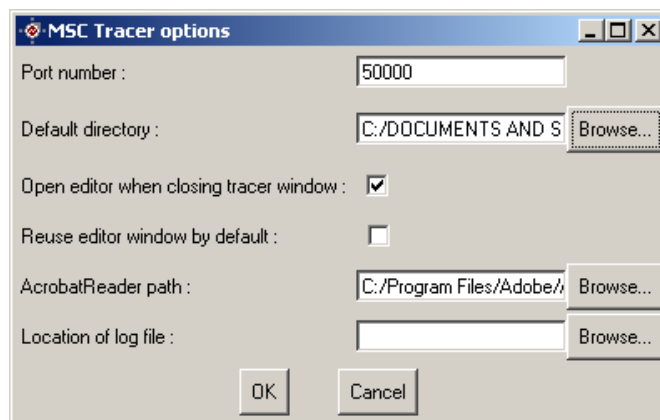 MSC Tracer options
Port number : 50000
Default directory : C:/DOCUMENTS AND S Browse...
Open editor when closing tracer window :
Reuse editor window by default :
AcrobatReader path : C:/Program Files/Adobe/ Browse...
Location of log file : Browse...
OK Cancel